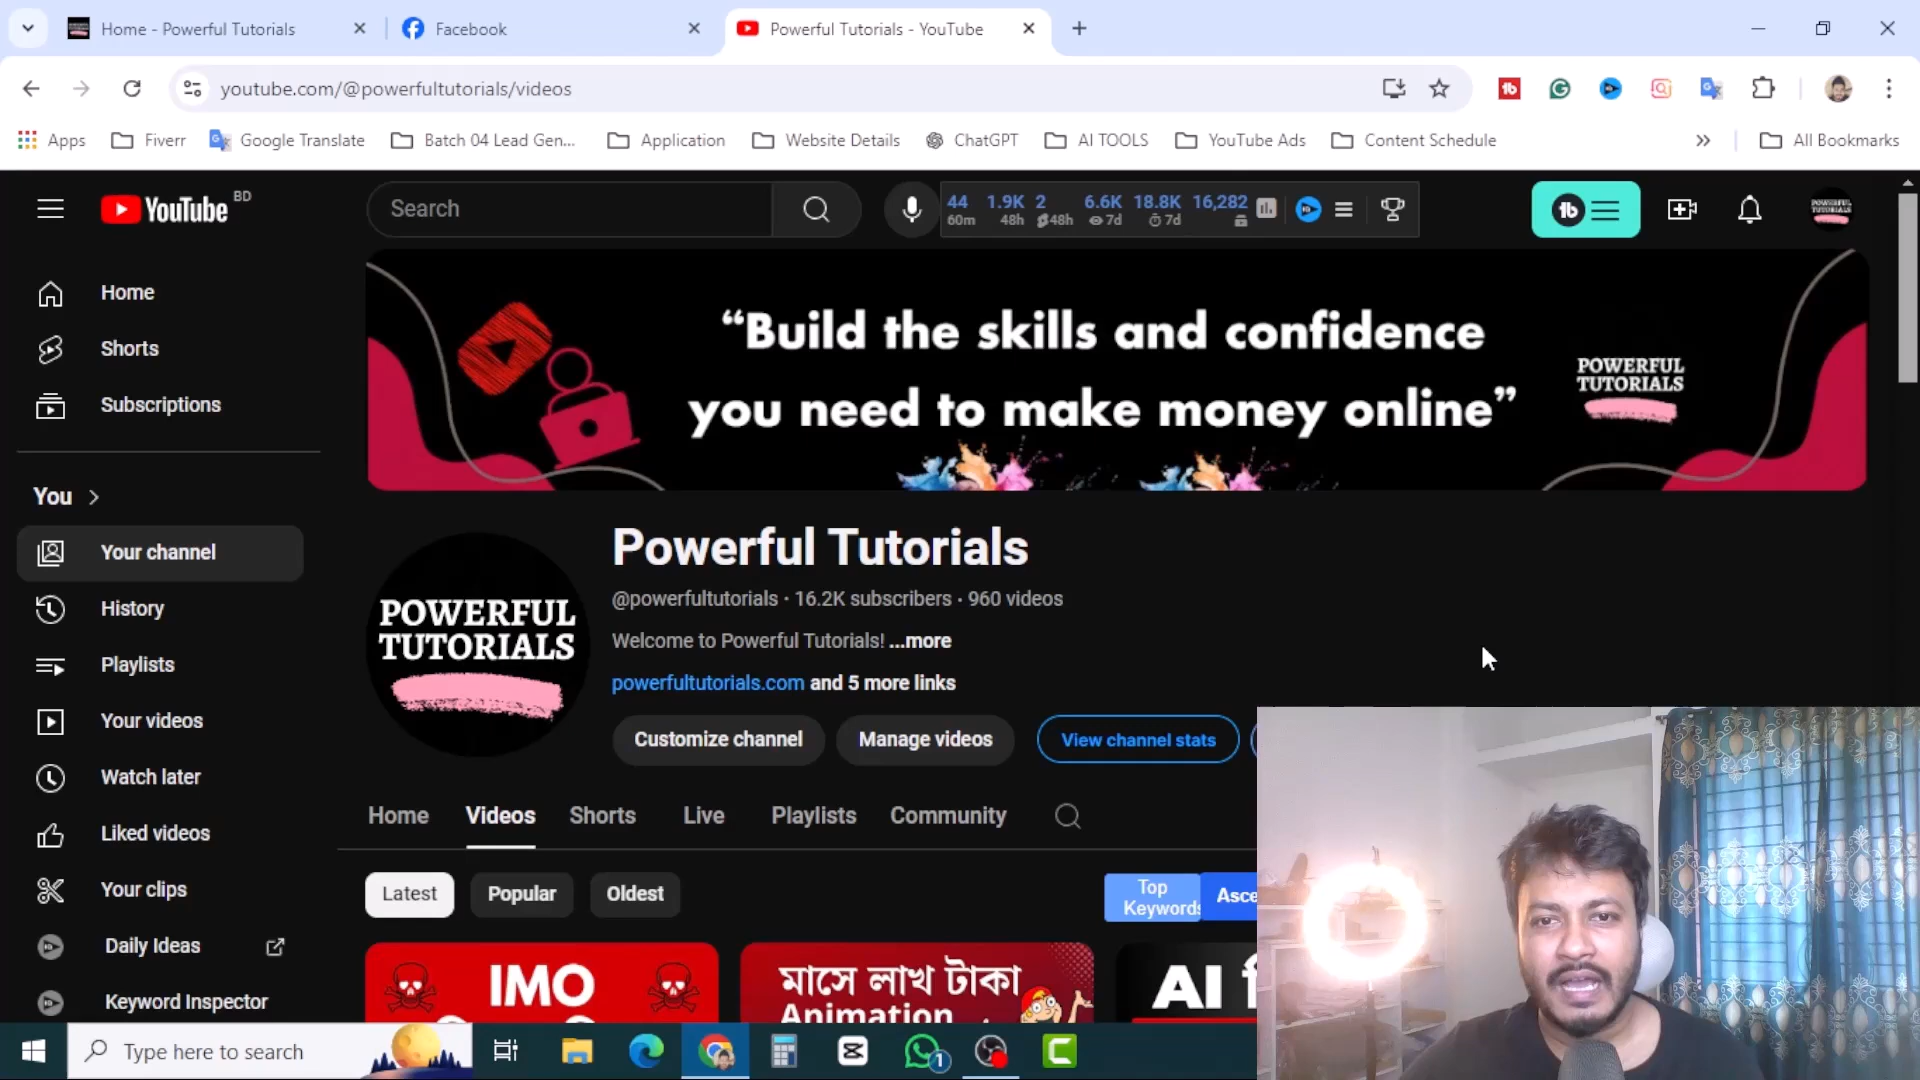 Home - Powerful Tutorials
Facebook
Powerful Tutorials - YouTube
youtube.com/@powerfultutorials/videos
Apps
Fiverr
Google Translate
Batch 04 Lead Gen...
Application
Website Details
ChatGPT
AI TOOLS
YouTube Ads
Content Schedule
All Bookmarks
YouTube BD
Search
44 1.9K 2 6.6K 18.8K 16,282
60m 48h 48h 7d 7d
Home
Shorts
Subscriptions
You
Your channel
History
Playlists
Your videos
Watch later
Liked videos
Your clips
Daily Ideas
Keyword Inspector
“Build the skills and confidence
you need to make money online”
POWERFUL
TUTORIALS
POWERFUL
TUTORIALS
Powerful Tutorials
@powerfultutorials · 16.2K subscribers · 960 videos
Welcome to Powerful Tutorials! ...more
powerfultutorials.com and 5 more links
Customize channel
Manage videos
View channel stats
Home
Videos
Shorts
Live
Playlists
Community
Latest
Popular
Oldest
Top
Keywords
IMO
মাসে লাখ টাকা
Animation
AI
Type here to search
1